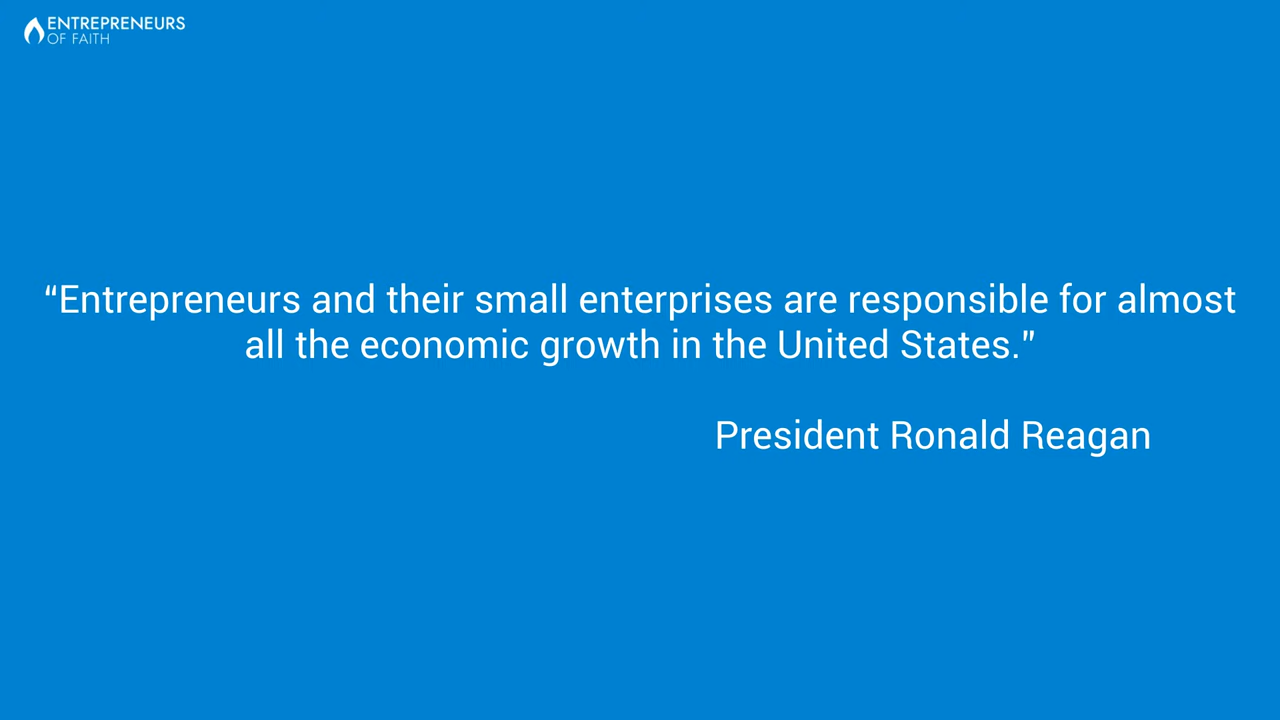 ENTREPRENEURS
OF FAITH
“Entrepreneurs and their small enterprises are responsible for almost
all the economic growth in the United States.”
President Ronald Reagan